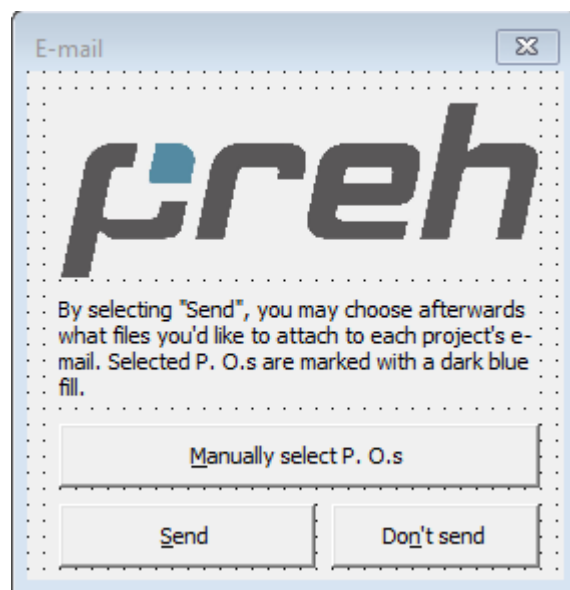 E-mail
preh
By selecting "Send", you may choose afterwards
what files you'd like to attach to each project's e-
mail. Selected P. O.s are marked with a dark blue
fill.
Manually select P. O.s
Send
Don't send